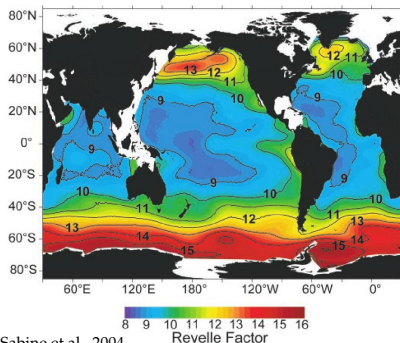 80°N
60°N
40°N
20°N
0°
20°S
40°S
60°S
80°S
13 12 11 10
12 11 10
9 9 9 9
9 9
10 10 10
11 12 11
13 14 15 13 14 15
60°E 120°E 180° 120°W 60°W 0°
8 9 10 11 12 13 14 15 16
Revelle Factor
Sabine et al., 2004